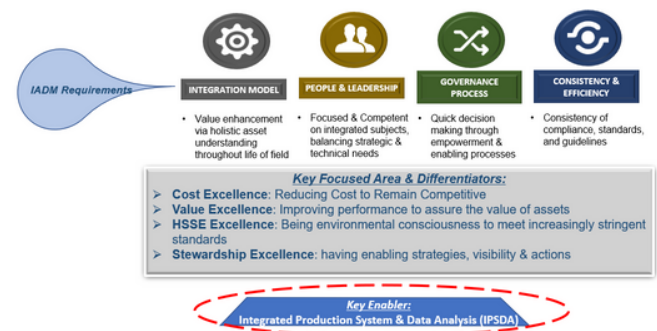 IADM Requirements
INTEGRATION MODEL
PEOPLE & LEADERSHIP
GOVERNANCE
PROCESS
CONSISTENCY &
EFFICIENCY
• Value enhancement
via holistic asset
understanding
throughout life of field
• Focused & Competent
on integrated subjects,
balancing strategic &
technical needs
• Quick decision
making through
empowerment &
enabling processes
• Consistency of
compliance, standards,
and guidelines
Key Focused Area & Differentiators:
➢ Cost Excellence: Reducing Cost to Remain Competitive
➢ Value Excellence: Improving performance to assure the value of assets
➢ HSSE Excellence: Being environmental consciousness to meet increasingly stringent
standards
➢ Stewardship Excellence: having enabling strategies, visibility & actions
Key Enabler:
Integrated Production System & Data Analysis (IPSDA)